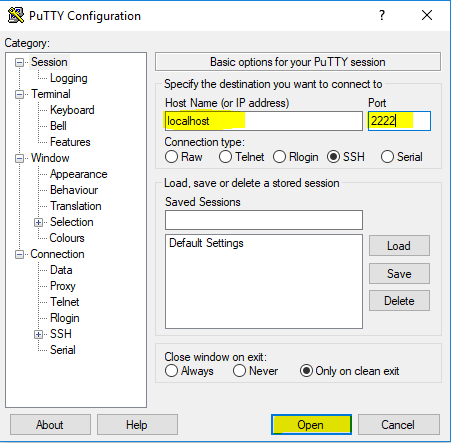 PuTTY Configuration
?
Category:
Session
Logging
Terminal
Keyboard
Bell
Features
Window
Appearance
Behaviour
Translation
Selection
Colours
Connection
Data
Proxy
Telnet
Rlogin
SSH
Serial
Basic options for your PuTTY session
Specify the destination you want to connect to
Host Name (or IP address) Port
localhost 2222
Connection type:
Raw Telnet Rlogin SSH Serial
Load, save or delete a stored session
Saved Sessions
Default Settings
Load
Save
Delete
Close window on exit:
Always Never Only on clean exit
About Help Open Cancel